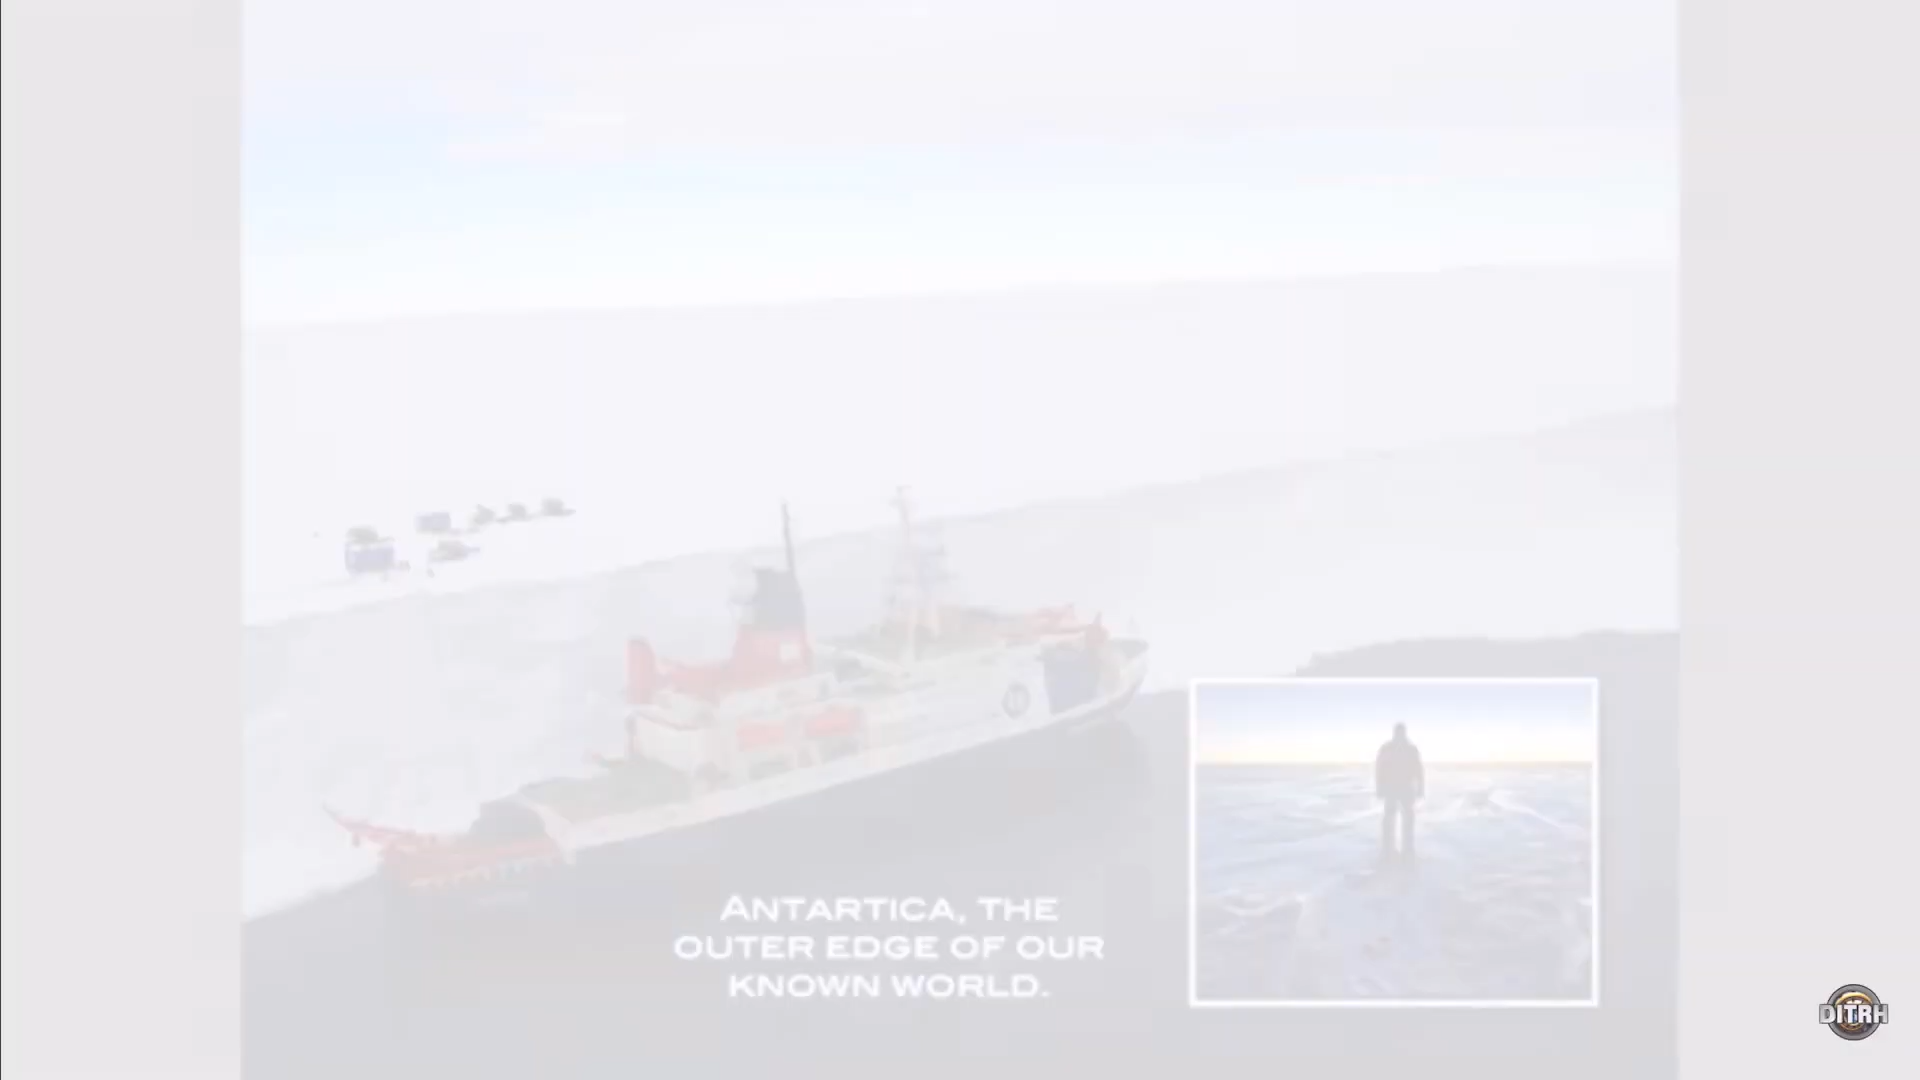 ANTARTICA, THE
OUTER EDGE OF OUR
KNOWN WORLD.
DITRH